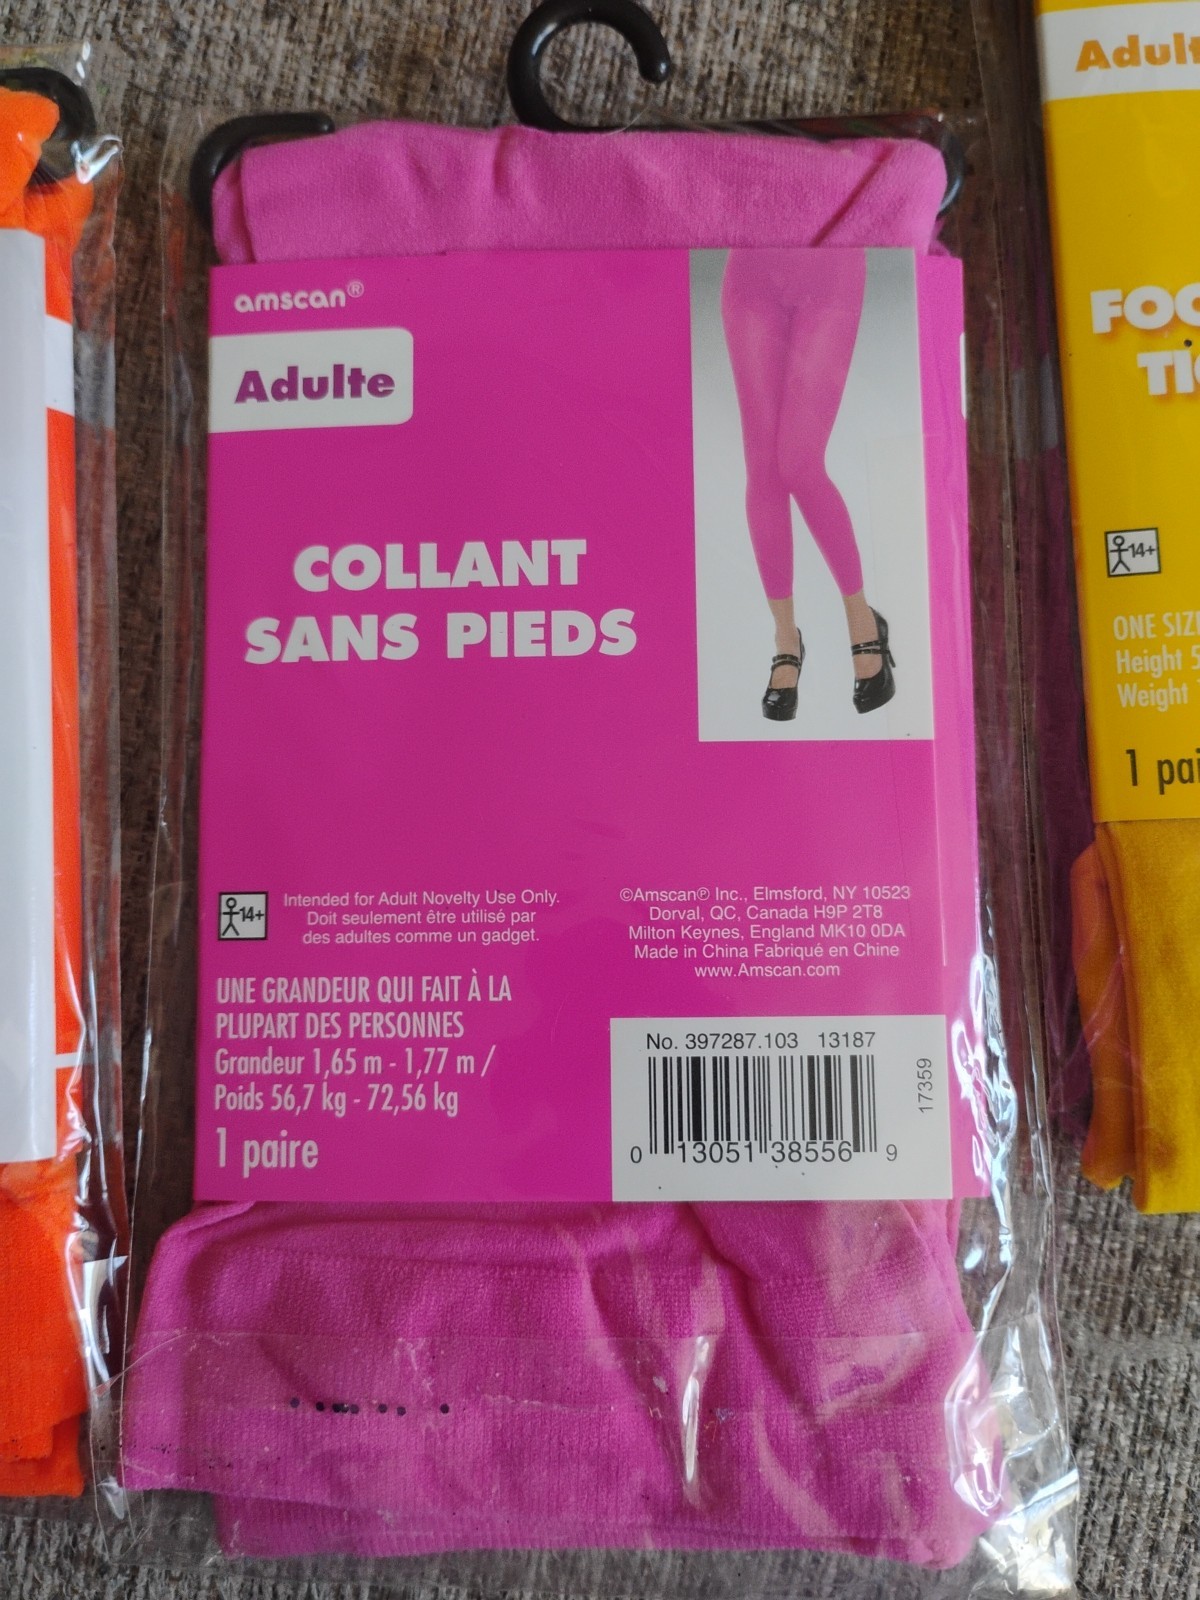 amscan®
Adulte
COLLANT
SANS PIEDS
14+
Intended for Adult Novelty Use Only.
Doit seulement être utilisé par
des adultes comme un gadget.
UNE GRANDEUR QUI FAIT À LA
PLUPART DES PERSONNES
Grandeur 1,65 m - 1,77 m /
Poids 56,7 kg - 72,56 kg
1 paire
©Amscan℗ Inc., Elmsford, NY 10523
Dorval, QC, Canada H9P 2T8
Milton Keynes, England MK10 0DA
Made in China Fabriqué en Chine
www.Amscan.com
No. 397287.103 13187
17359
0 13051 38556 9
14+
ONE
Height
Weight
1